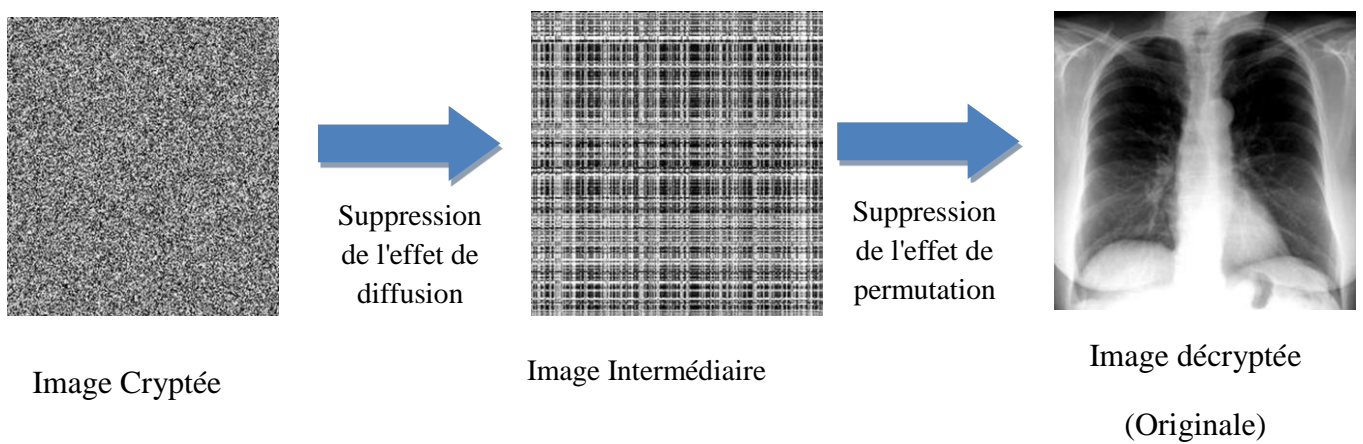 Suppression
de l'effet de
diffusion
Suppression
de l'effet de
permutation
Image Cryptée
Image Intermédiaire
Image décryptée
(Originale)